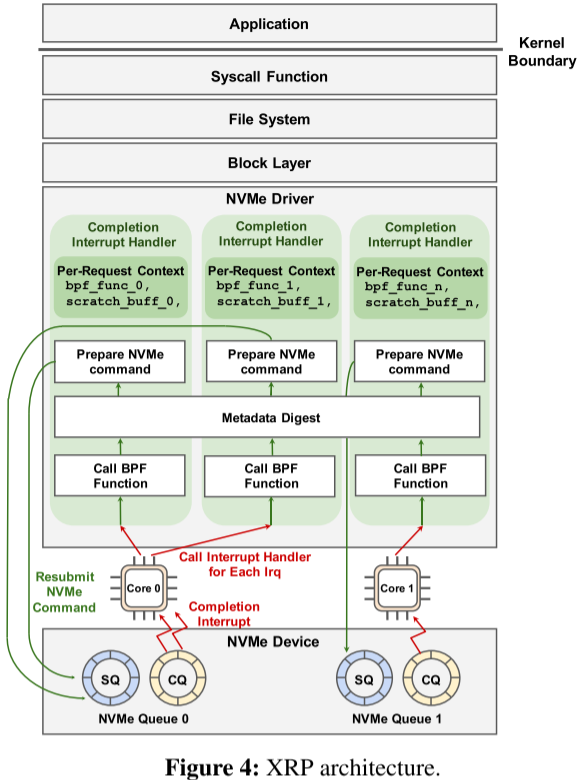 Application
Kernel
Boundary
Syscall Function
File System
Block Layer
NVMe Driver
Completion
Interrupt Handler
Per-Request Context
bpf_func_0,
scratch_buff_0,
Completion
Interrupt Handler
Per-Request Context
bpf_func_1,
scratch_buff_1,
Completion
Interrupt Handler
Per-Request Context
bpf_func_n,
scratch_buff_n,
Prepare NVMe
command
Prepare NVMe
command
Prepare NVMe
command
Metadata Digest
Call BPF
Function
Call BPF
Function
Call BPF
Function
Call Interrupt Handler
for Each Irq
Resubmit
NVMe
Command
Core 0
Core 1
Completion
Interrupt
NVMe Device
SQ
CQ
SQ
CQ
NVMe Queue 0
NVMe Queue 1
Figure 4: XRP architecture.